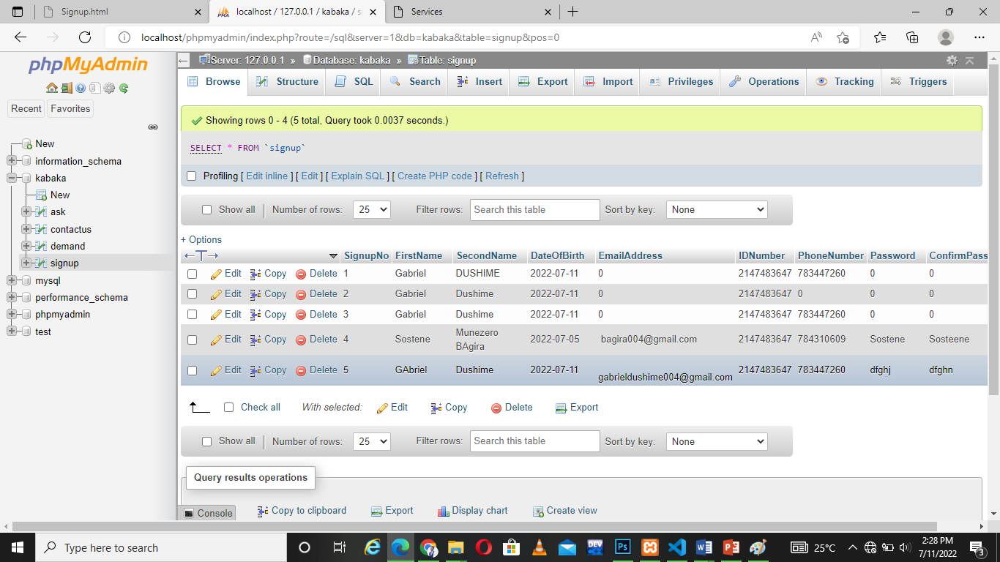 Signup.html
localhost / 127.0.0.1 / kabaka / s
Services
localhost/phpmyadmin/index.php?route=/sql&server=1&db=kabaka&table=signup&pos=0
phpMyAdmin
Recent Favorites
New
information_schema
kabaka
New
ask
contactus
demand
signup
mysql
performance_schema
phpmyadmin
test
Server: 127.0.0.1 » Database: kabaka » Table: signup
Browse Structure SQL Search Insert Export Import Privileges Operations Tracking Triggers
Showing rows 0 - 4 (5 total, Query took 0.0037 seconds.)
SELECT * FROM `signup`
Profiling [ Edit inline ] [ Edit ] [ Explain SQL ] [ Create PHP code ] [ Refresh ]
Show all Number of rows: 25 Filter rows: Search this table Sort by key: None
+ Options
←T→ SignupNo FirstName SecondName DateOfBirth EmailAddress IDNumber PhoneNumber Password ConfirmPass
Edit Copy Delete 1 Gabriel DUSHIME 2022-07-11 0 2147483647 783447260 0 0
Edit Copy Delete 2 Gabriel Dushime 2022-07-11 0 2147483647 0 0 0
Edit Copy Delete 3 Gabriel Dushime 2022-07-11 0 2147483647 783447260 0 0
Edit Copy Delete 4 Sostene Munezero BAgira 2022-07-05 bagira004@gmail.com 2147483647 784310609 Sostene Sosteene
Edit Copy Delete 5 GAbriel Dushime 2022-07-11 gabrieldushime004@gmail.com 2147483647 783447260 dfghj dfghn
Check all With selected: Edit Copy Delete Export
Show all Number of rows: 25 Filter rows: Search this table Sort by key: None
Query results operations
Console Copy to clipboard Export Display chart Create view
Type here to search
DEV
Ps
25°C
2:28 PM
7/11/2022
3